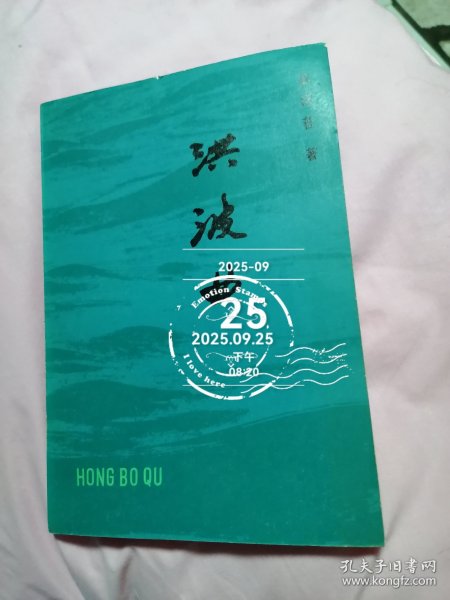 洪
波
2025-09
Emotion Stamps
25
2025.09.25
下午
08:20
I love here
HONG BO QU
孔夫子旧书网
www.kongfz.com